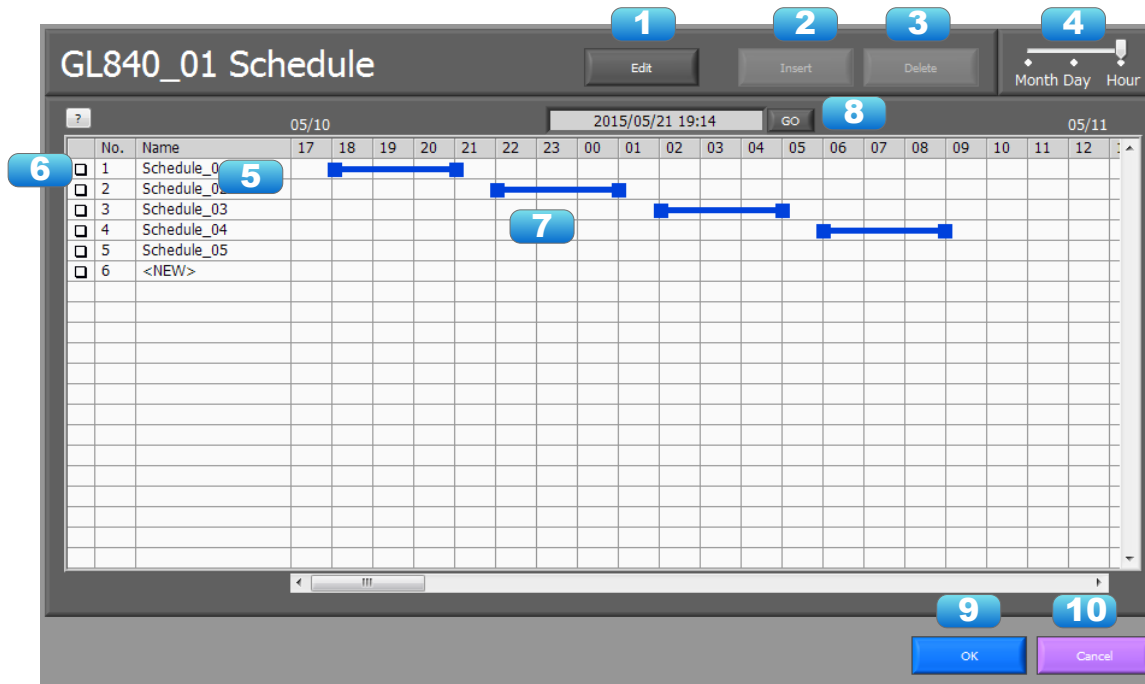 1 2 3 4
GL840_01 Schedule Edit Insert Delete
Month Day Hour
? 2015/05/21 19:14 GO 8
05/10 05/11
No. Name 17 18 19 20 21 22 23 00 01 02 03 04 05 06 07 08 09 10 11 12
6 1 Schedule_0 5
2 Schedule_02
3 Schedule_03
7
4 Schedule_04
5 Schedule_05
6 <NEW>
9 10
OK Cancel